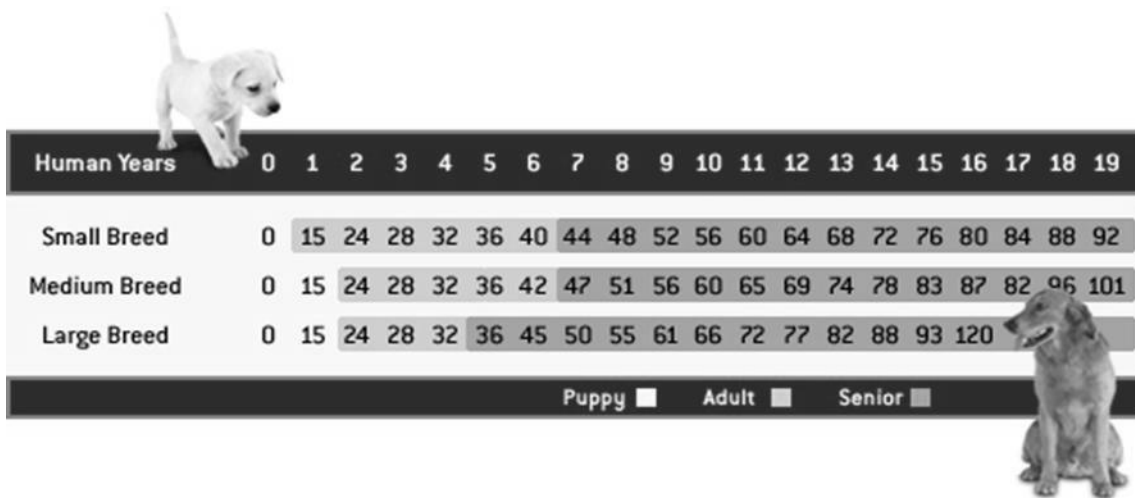 Human Years 0 1 2 3 4 5 6 7 8 9 10 11 12 13 14 15 16 17 18 19
Small Breed 0 15 24 28 32 36 40 44 48 52 56 60 64 68 72 76 80 84 88 92
Medium Breed 0 15 24 28 32 36 42 47 51 56 60 65 69 74 78 83 87 82 96 101
Large Breed 0 15 24 28 32 36 45 50 55 61 66 72 77 82 88 93 120
Puppy Adult Senior